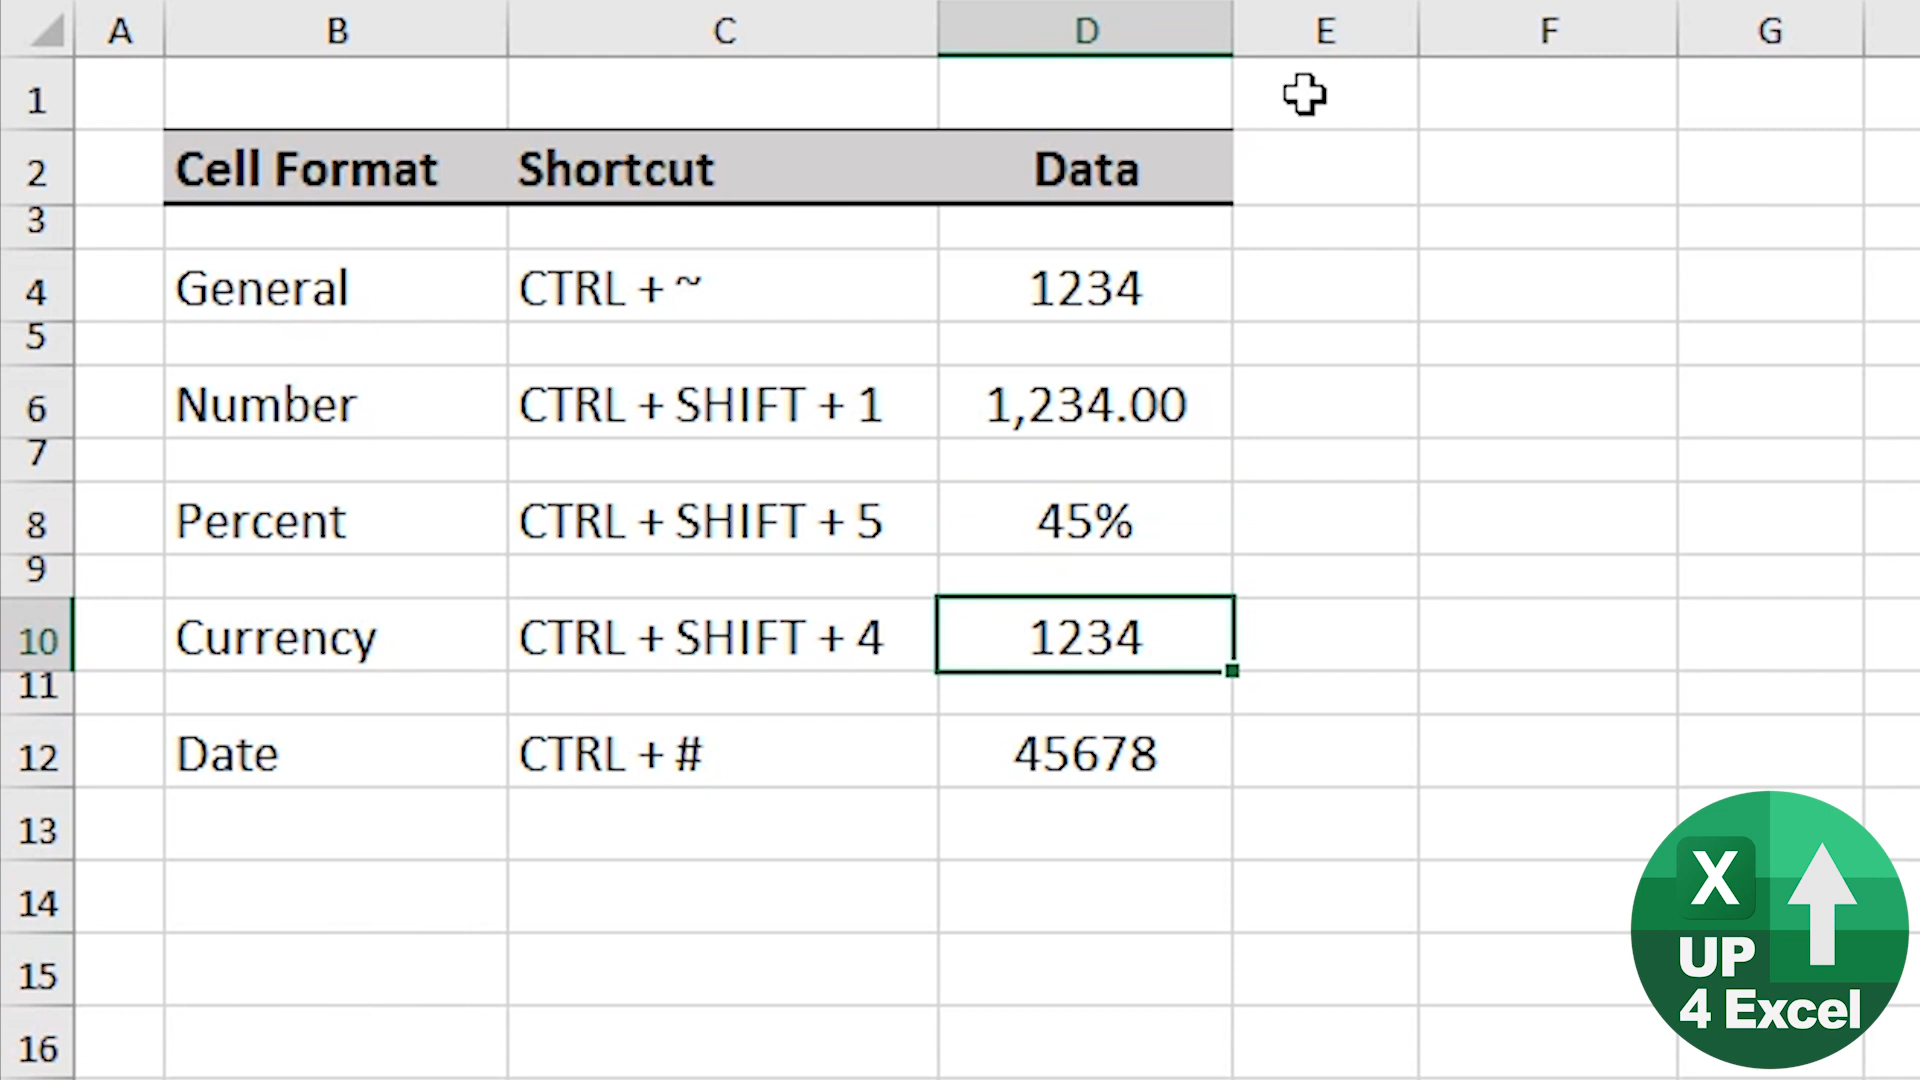 A B C D E F G
1
2 Cell Format Shortcut Data
3
4 General CTRL + ~ 1234
5
6 Number CTRL + SHIFT + 1 1,234.00
7
8 Percent CTRL + SHIFT + 5 45%
9
10 Currency CTRL + SHIFT + 4 1234
11
12 Date CTRL + # 45678
13
14
15
16
X
UP
4 Excel